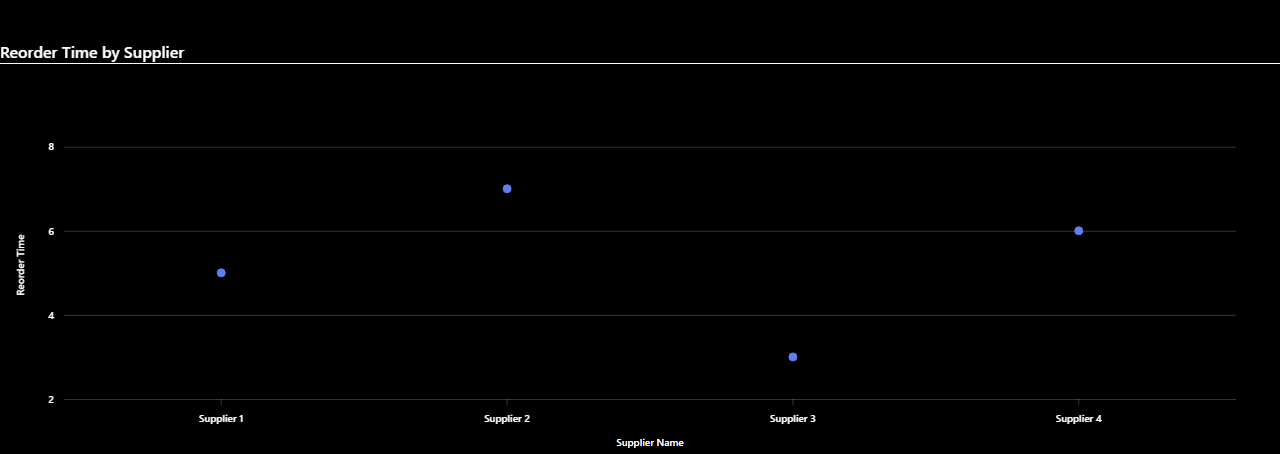 Reorder Time by Supplier
8
6
4
2
Reorder Time
Supplier 1
Supplier 2
Supplier 3
Supplier 4
Supplier Name